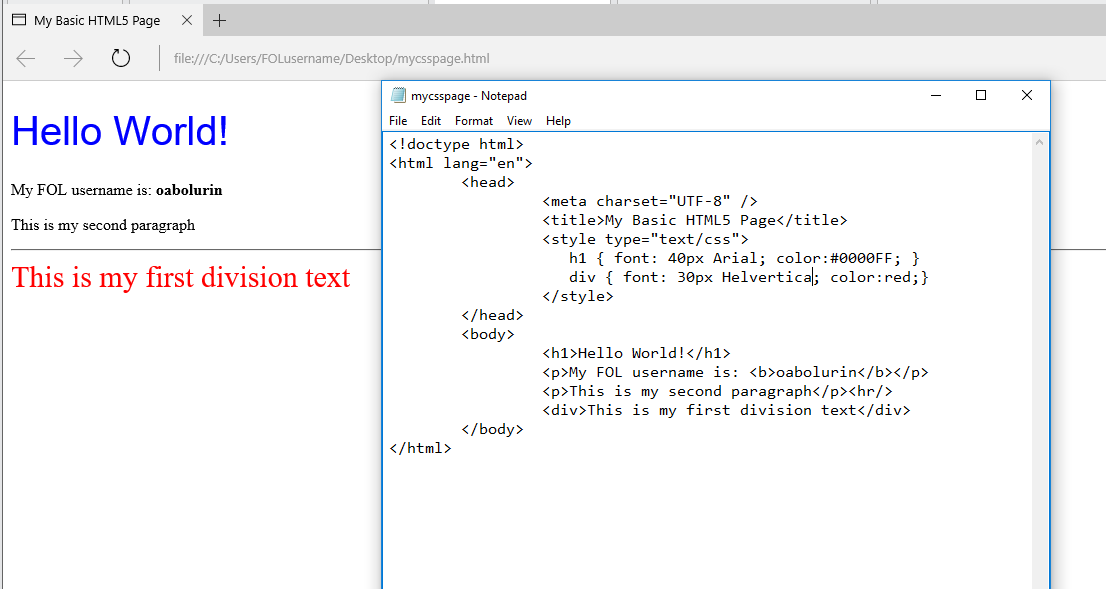 My Basic HTML5 Page
file:///C:/Users/FOLusername/Desktop/mycsspage.html
Hello World!
My FOL username is: oabolurin
This is my second paragraph
This is my first division text
mycsspage - Notepad
File Edit Format View Help
<!doctype html>
<html lang="en">
<head>
<meta charset="UTF-8" />
<title>My Basic HTML5 Page</title>
<style type="text/css">
h1 { font: 40px Arial; color:#0000FF; }
div { font: 30px Helvertica; color:red;}
</style>
</head>
<body>
<h1>Hello World!</h1>
<p>My FOL username is: <b>oabolurin</b></p>
<p>This is my second paragraph</p><hr/>
<div>This is my first division text</div>
</body>
</html>